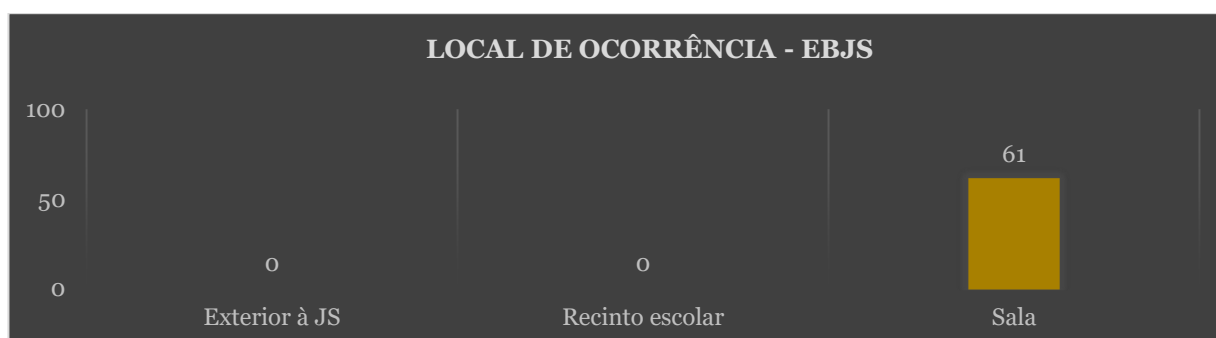 LOCAL DE OCORRÊNCIA - EBJS
100
50
0
0
0
61
Exterior à JS
Recinto escolar
Sala